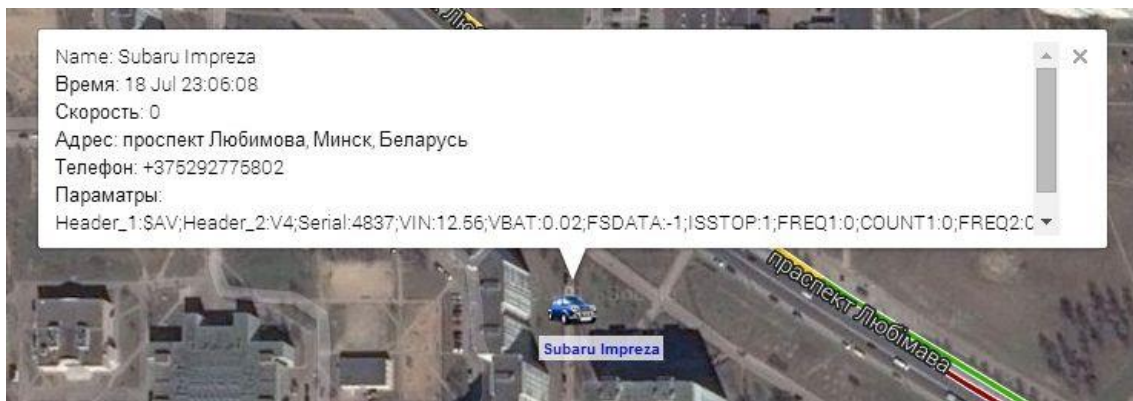 Name: Subaru Impreza
Время: 18 Jul 23:06:08
Скорость: 0
Адрес: проспект Любимова, Минск, Беларусь
Телефон: +375292775802
Параматры:
Header_1:$AV;Header_2:V4;Serial:4837;VIN:12.56;VBAT:0.02;FSDATA:-1;ISSTOP:1;FREQ1:0;COUNT1:0;FREQ2:0
праспект Любімава
Subaru Impreza